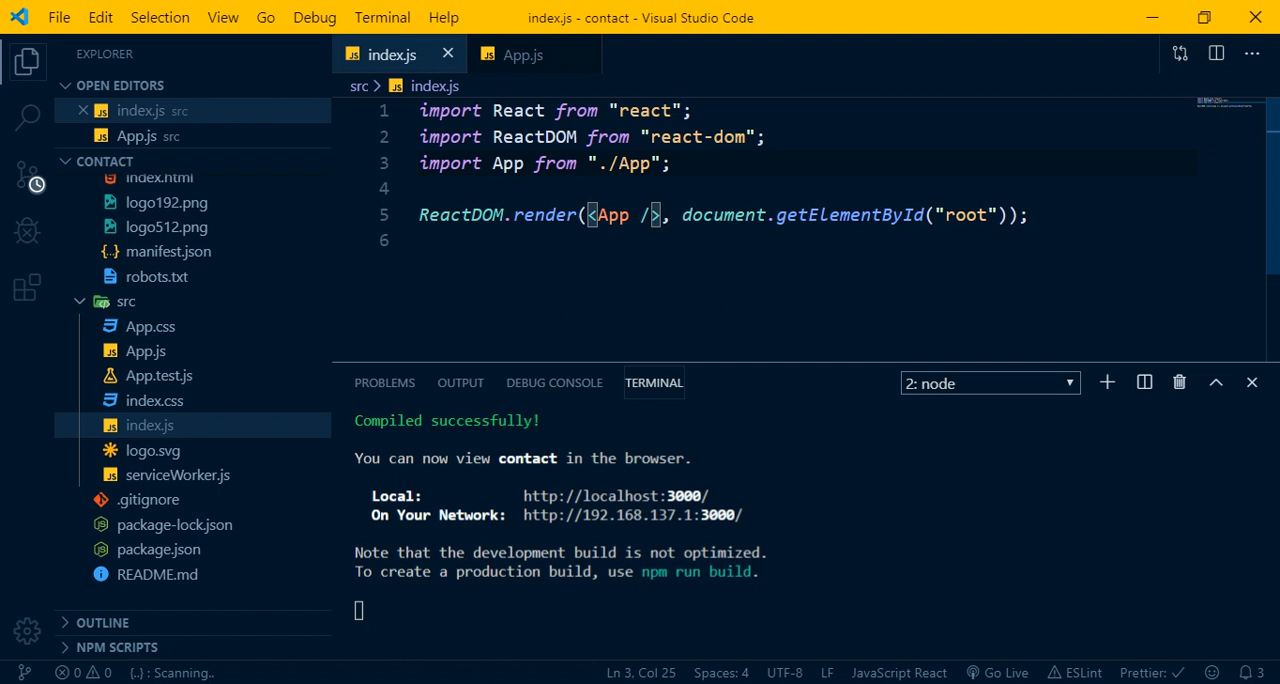 File Edit Selection View Go Debug Terminal Help
index.js - contact - Visual Studio Code
EXPLORER
OPEN EDITORS
index.js src
App.js src
CONTACT
index.html
logo192.png
logo512.png
manifest.json
robots.txt
src
App.css
App.js
App.test.js
index.css
index.js
logo.svg
serviceWorker.js
.gitignore
package-lock.json
package.json
README.md
OUTLINE
NPM SCRIPTS
index.js App.js
src > index.js
1 import React from "react";
2 import ReactDOM from "react-dom";
3 import App from "./App";
4
5 ReactDOM.render(<App />, document.getElementById("root"));
6
PROBLEMS OUTPUT DEBUG CONSOLE TERMINAL 2: node
Compiled successfully!
You can now view contact in the browser.
Local: http://localhost:3000/
On Your Network: http://192.168.137.1:3000/
Note that the development build is not optimized.
To create a production build, use npm run build.
0 0 {..} : Scanning.. Ln 3, Col 25 Spaces: 4 UTF-8 LF JavaScript React Go Live ESLint Prettier: ✓ 3